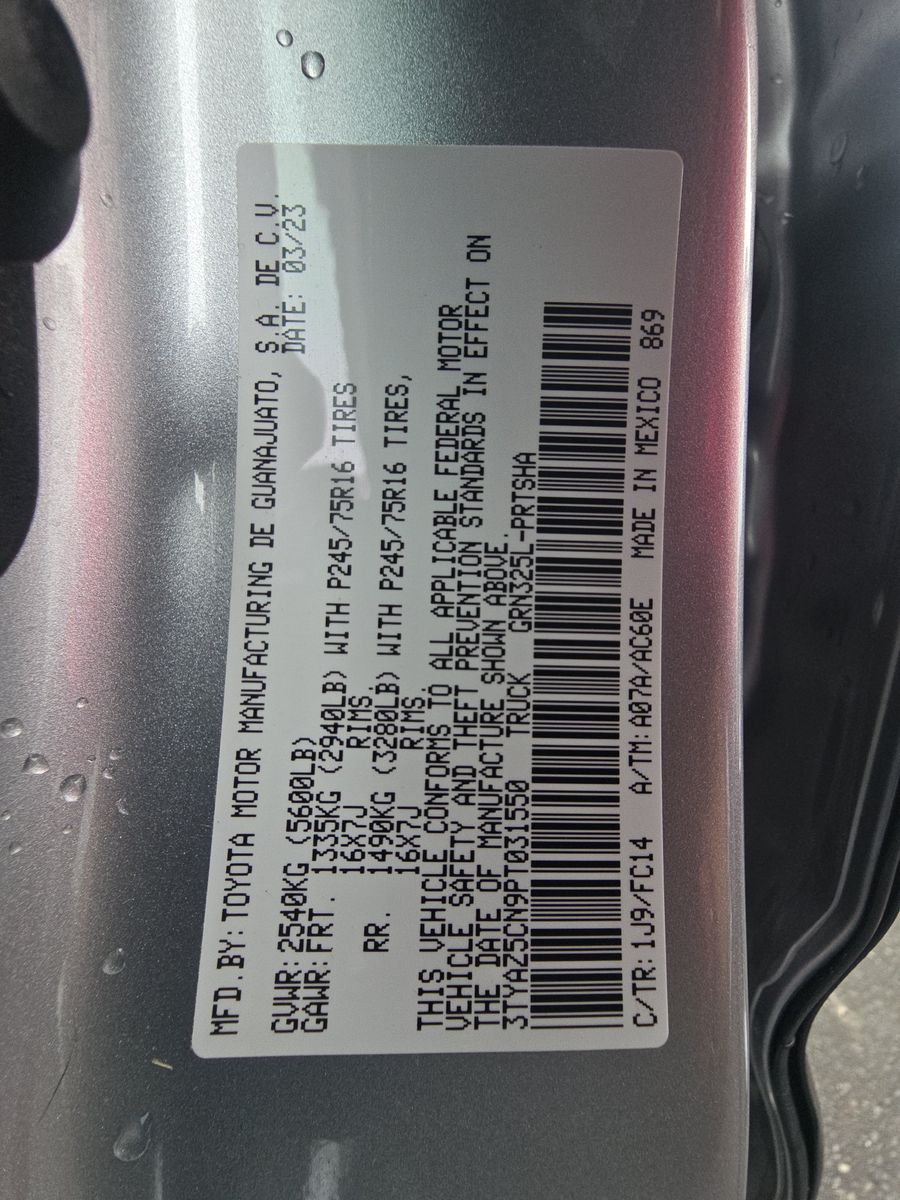 MFD.BY: TOYOTA MOTOR MANUFACTURING DE GUANAJUATO, S.A. DE C.V.
DATE: 03/23
GVWR: 2540KG (5600LB)
GAWR: FRT. 1335KG (2940LB) WITH P245/75R16 TIRES
16X7J RIMS
RR. 1490KG (3280LB) WITH P245/75R16 TIRES,
16X7J RIMS
THIS VEHICLE CONFORMS TO ALL APPLICABLE FEDERAL MOTOR
VEHICLE SAFETY AND THEFT PREVENTION STANDARDS IN EFFECT ON
THE DATE OF MANUFACTURE SHOWN ABOVE.
3TYAZ5CN9PT031550 TRUCK GRN325L-PRTSHA
C/TR: 1J9/FC14 A/TM: A07A/AC60E MADE IN MEXICO 869